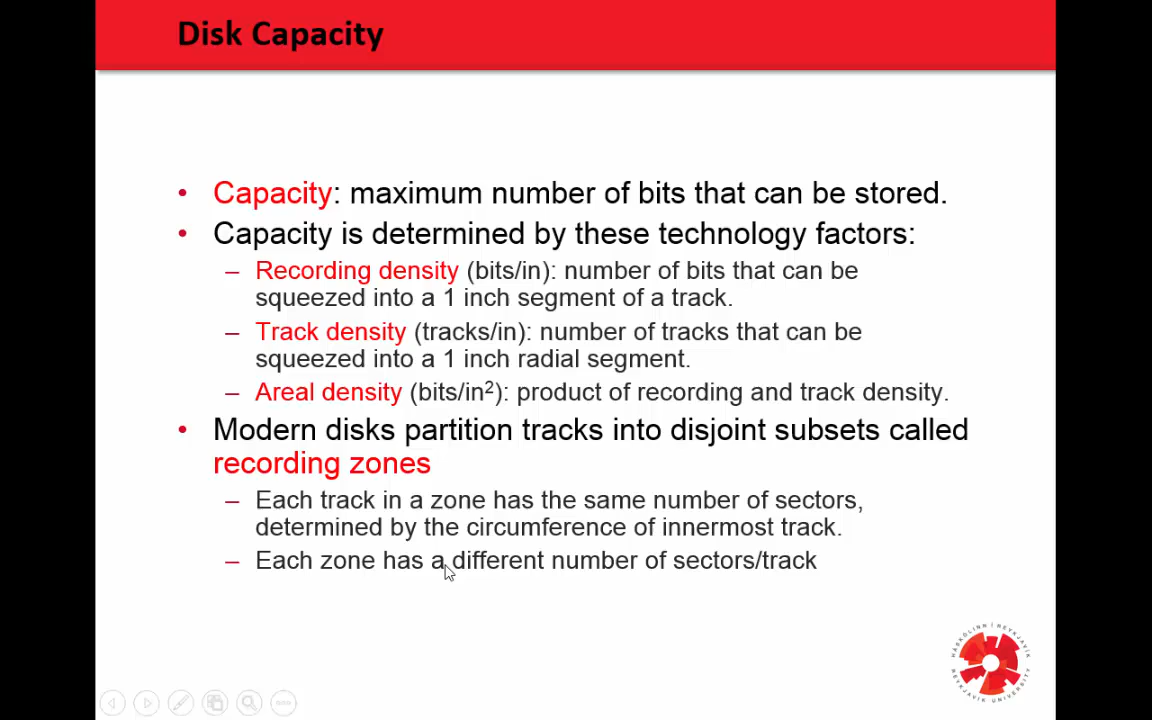 Disk Capacity
• Capacity: maximum number of bits that can be stored.
• Capacity is determined by these technology factors:
– Recording density (bits/in): number of bits that can be
squeezed into a 1 inch segment of a track.
– Track density (tracks/in): number of tracks that can be
squeezed into a 1 inch radial segment.
– Areal density (bits/in²): product of recording and track density.
• Modern disks partition tracks into disjoint subsets called
recording zones
– Each track in a zone has the same number of sectors,
determined by the circumference of innermost track.
– Each zone has a different number of sectors/track
HÁSKÓLINN Í REYKJAVÍK
REYKJAVIK UNIVERSITY